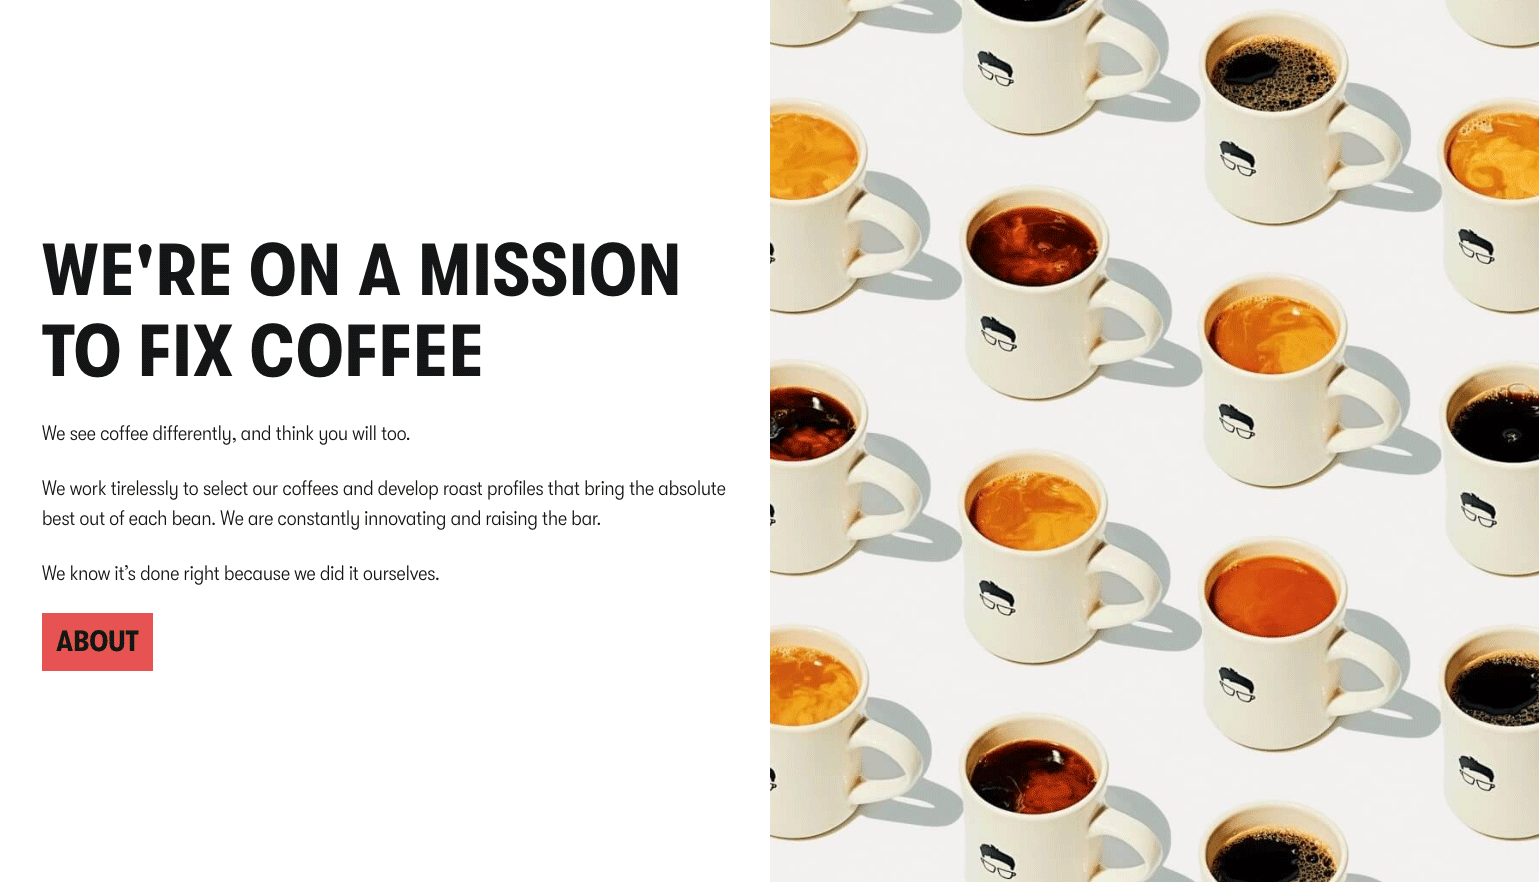 WE'RE ON A MISSION
TO FIX COFFEE
We see coffee differently, and think you will too.
We work tirelessly to select our coffees and develop roast profiles that bring the absolute
best out of each bean. We are constantly innovating and raising the bar.
We know it’s done right because we did it ourselves.
ABOUT